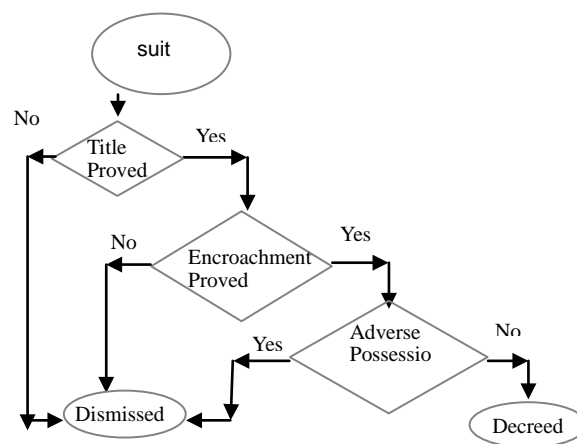 suit
No
Yes
Title
Proved
No
Yes
Encroachment
Proved
Yes
No
Adverse
Possessio
Dismissed
Decreed